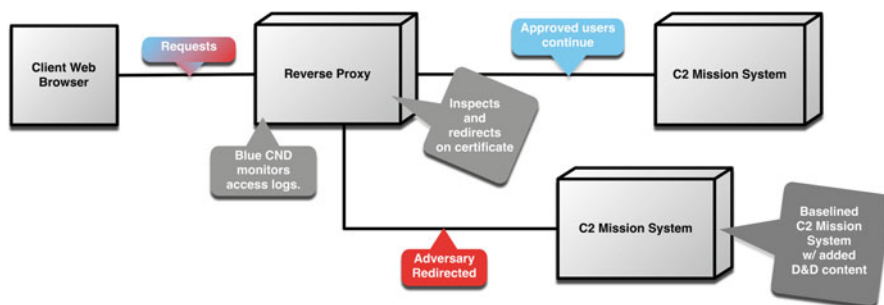 Requests
Approved users
continue
Client Web
Browser
Reverse Proxy
C2 Mission System
Inspects
and
redirects
on certificate
Blue CND
monitors
access logs.
C2 Mission System
Baselined
C2 Mission
System
w/ added
D&D content
Adversary
Redirected